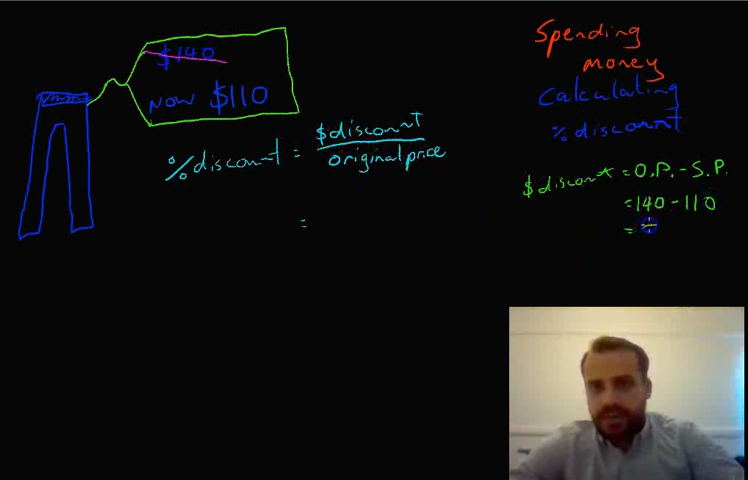 $140
NOW $110
% discount = $discount / original price
=
Spending
money
Calculating
% discount
$ discount = O.P. - S.P.
= 140 - 110
=